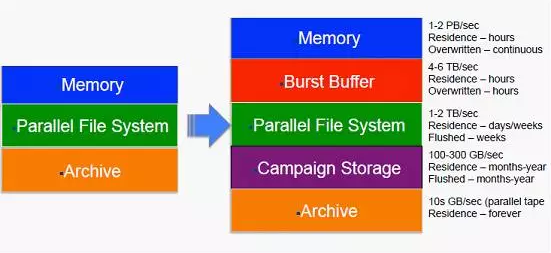 Memory
Parallel File System
Archive
Memory
Burst Buffer
Parallel File System
Campaign Storage
Archive
1-2 PB/sec
Residence – hours
Overwritten – continuous
4-6 TB/sec
Residence – hours
Overwritten – hours
1-2 TB/sec
Residence – days/weeks
Flushed – weeks
100-300 GB/sec
Residence – months-year
Flushed – months-year
10s GB/sec (parallel tape
Residence – forever